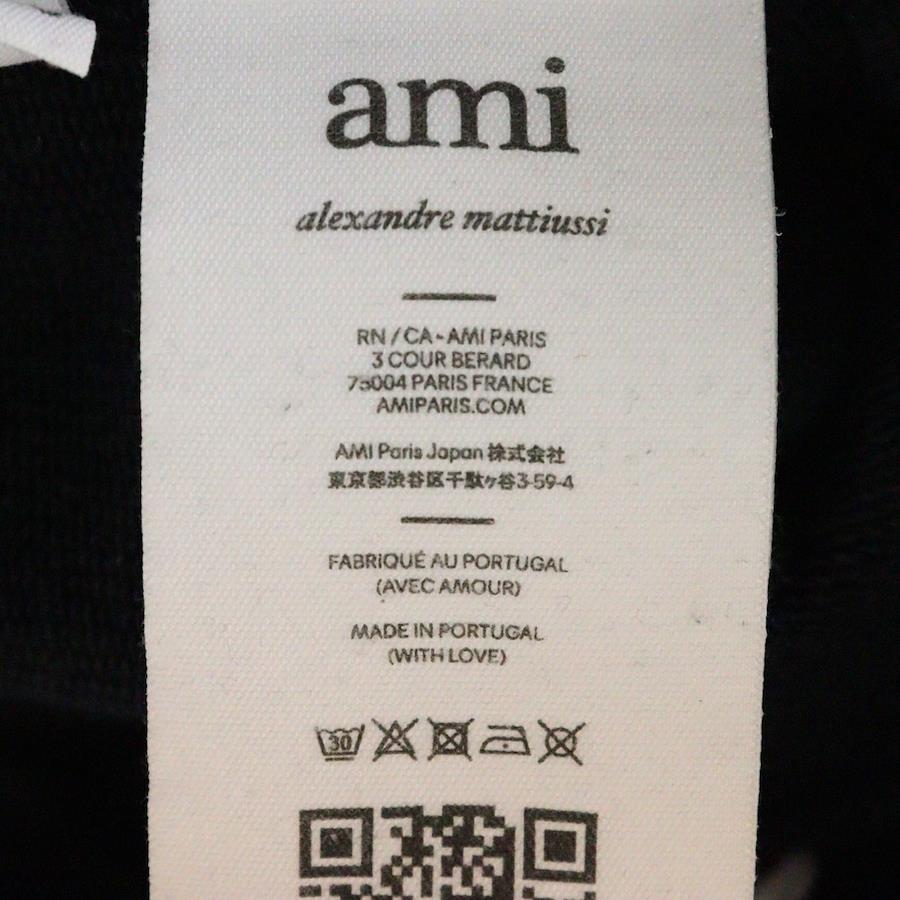 ami
alexandre mattiussi
RN / CA - AMI PARIS
3 COUR BERARD
75004 PARIS FRANCE
AMIPARIS.COM
AMI Paris Japan 株式会社
東京都渋谷区千駄ヶ谷3-59-4
FABRIQUÉ AU PORTUGAL
(AVEC AMOUR)
MADE IN PORTUGAL
(WITH LOVE)
30